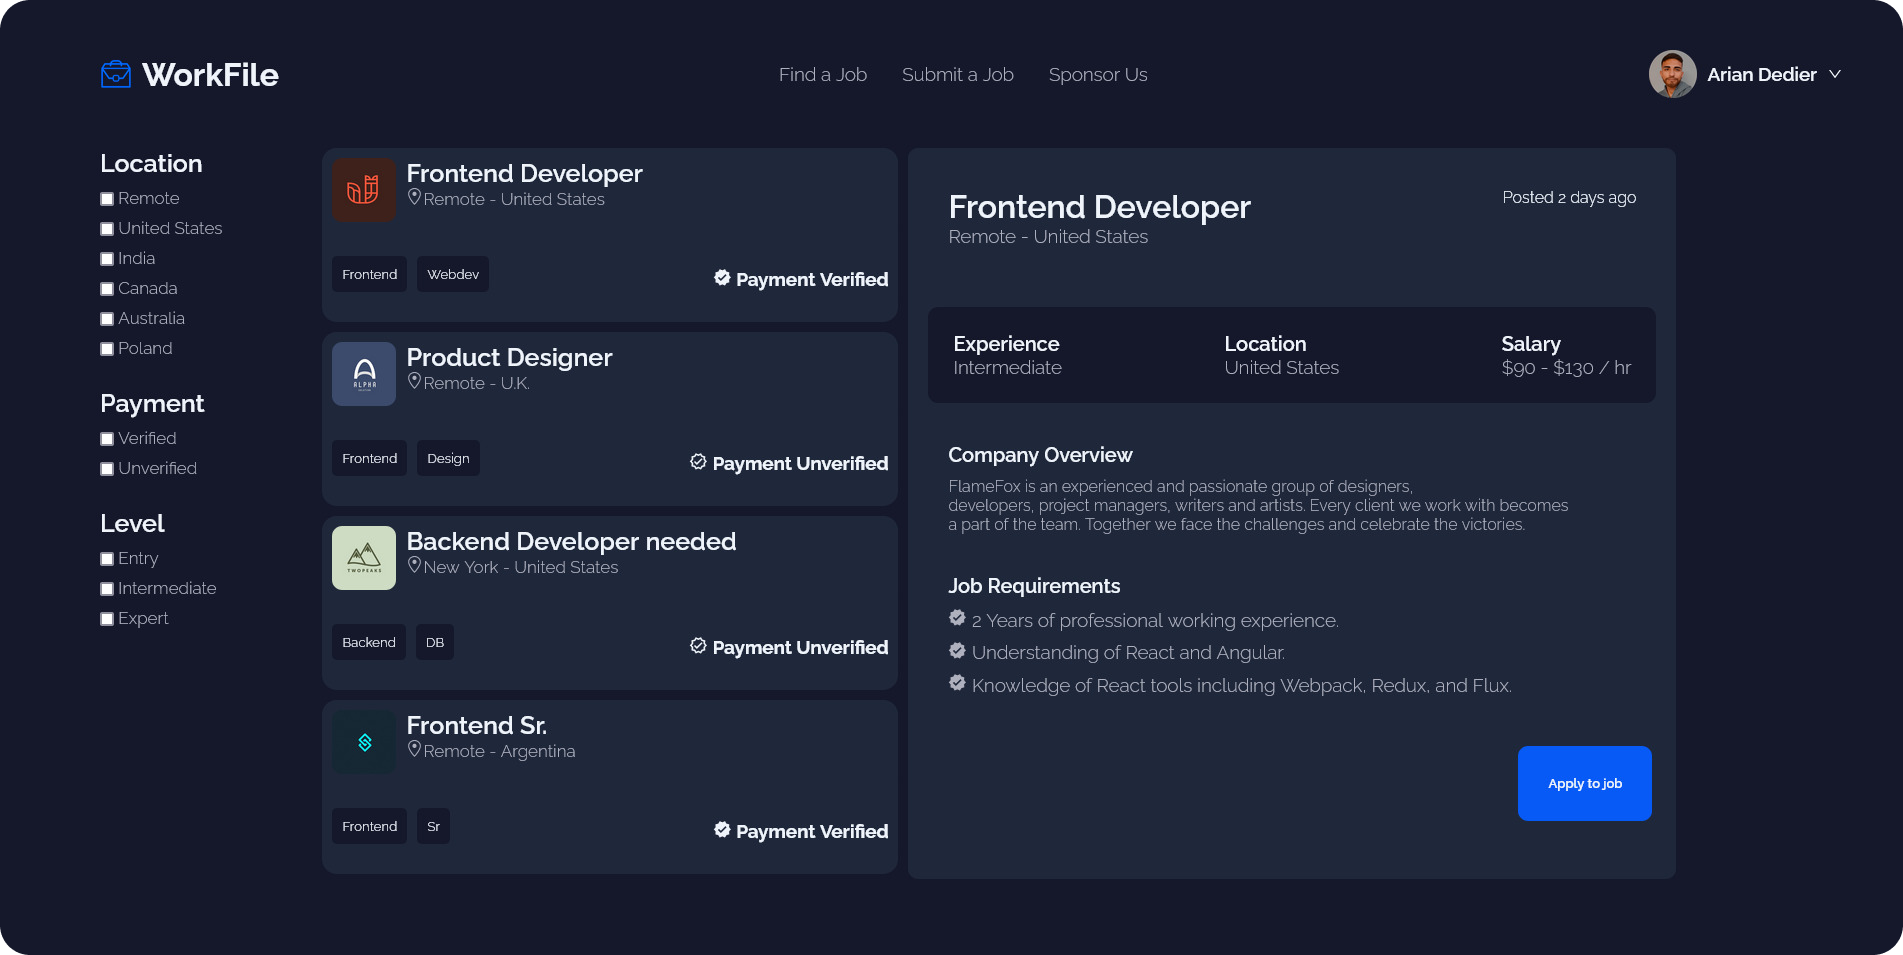 WorkFile
Find a Job
Submit a Job
Sponsor Us
Arian Dedier
Location
Remote
United States
India
Canada
Australia
Poland
Payment
Verified
Unverified
Level
Entry
Intermediate
Expert
Frontend Developer
Remote - United States
Frontend
Webdev
Payment Verified
ALPHA
Product Designer
Remote - U.K.
Frontend
Design
Payment Unverified
TWOPEAKS
Backend Developer needed
New York - United States
Backend
DB
Payment Unverified
Frontend Sr.
Remote - Argentina
Frontend
Sr
Payment Verified
Frontend Developer
Posted 2 days ago
Remote - United States
Experience
Intermediate
Location
United States
Salary
$90 - $130 / hr
Company Overview
FlameFox is an experienced and passionate group of designers,
developers, project managers, writers and artists. Every client we work with becomes
a part of the team. Together we face the challenges and celebrate the victories.
Job Requirements
2 Years of professional working experience.
Understanding of React and Angular.
Knowledge of React tools including Webpack, Redux, and Flux.
Apply to job